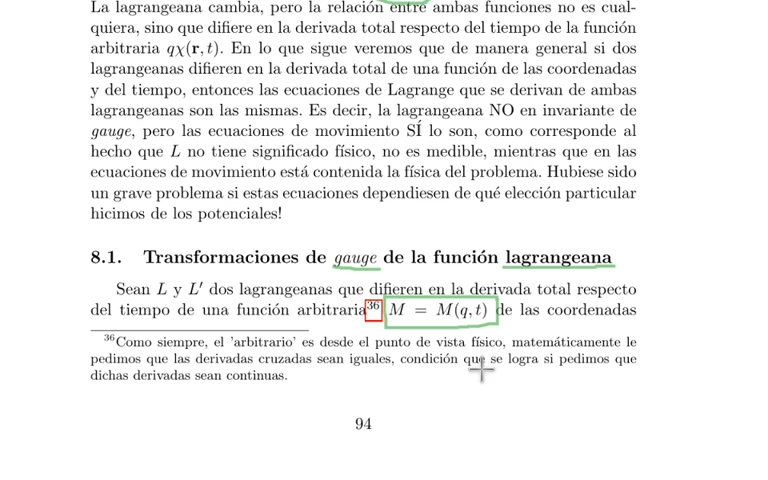 La lagrangeana cambia, pero la relación entre ambas funciones no es cual-
quiera, sino que difiere en la derivada total respecto del tiempo de la función
arbitraria qχ(r, t). En lo que sigue veremos que de manera general si dos
lagrangeanas difieren en la derivada total de una función de las coordenadas
y del tiempo, entonces las ecuaciones de Lagrange que se derivan de ambas
lagrangeanas son las mismas. Es decir, la lagrangeana NO en invariante de
gauge, pero las ecuaciones de movimiento SÍ lo son, como corresponde al
hecho que L no tiene significado físico, no es medible, mientras que en las
ecuaciones de movimiento está contenida la física del problema. Hubiese sido
un grave problema si estas ecuaciones dependiesen de qué elección particular
hicimos de los potenciales!
8.1. Transformaciones de gauge de la función lagrangeana
Sean L y L′ dos lagrangeanas que difieren en la derivada total respecto
del tiempo de una función arbitraria³⁶ M = M(q, t) de las coordenadas
³⁶Como siempre, el 'arbitrario' es desde el punto de vista físico, matemáticamente le
pedimos que las derivadas cruzadas sean iguales, condición que se logra si pedimos que
dichas derivadas sean continuas.
94